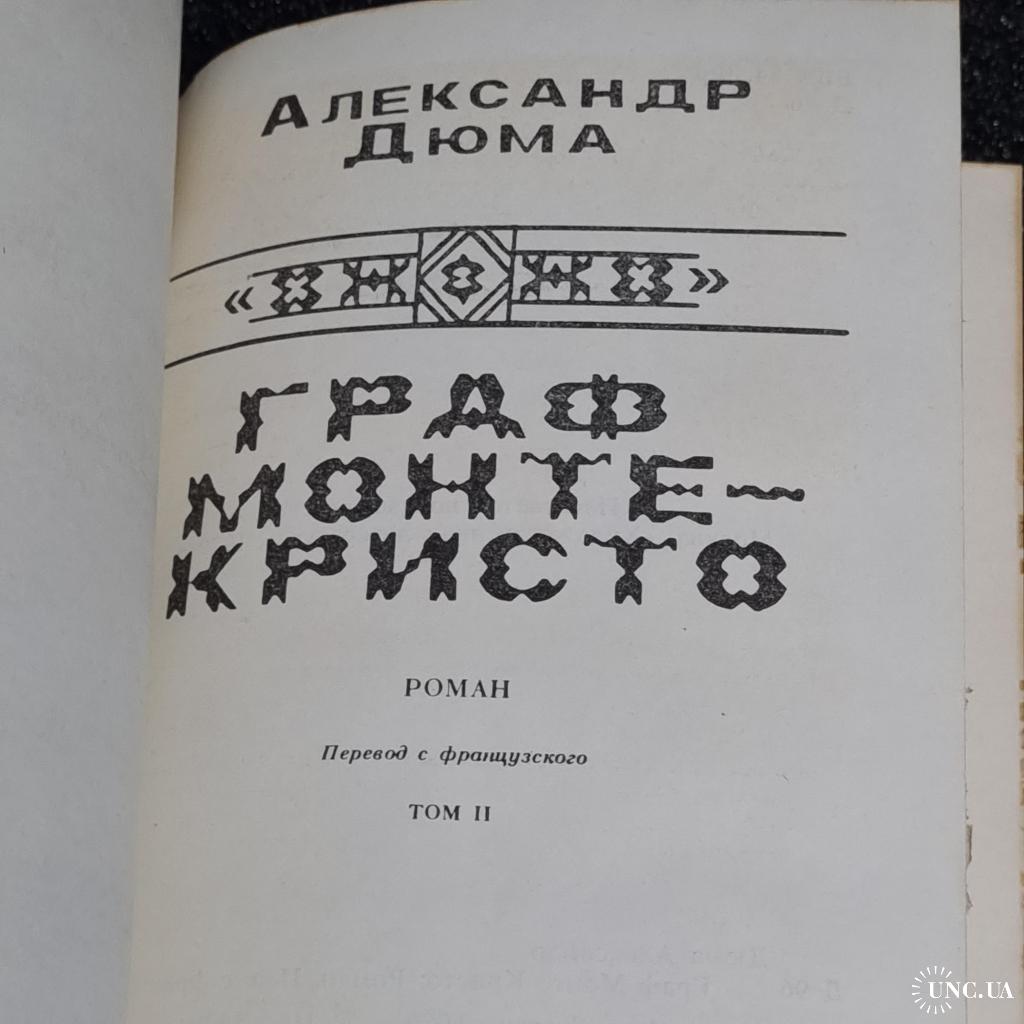 АЛЕКСАНДР
ДЮМА
ГРАФ
МОНТЕ-
КРИСТО
РОМАН
Перевод с французского
ТОМ II
UNC.UA